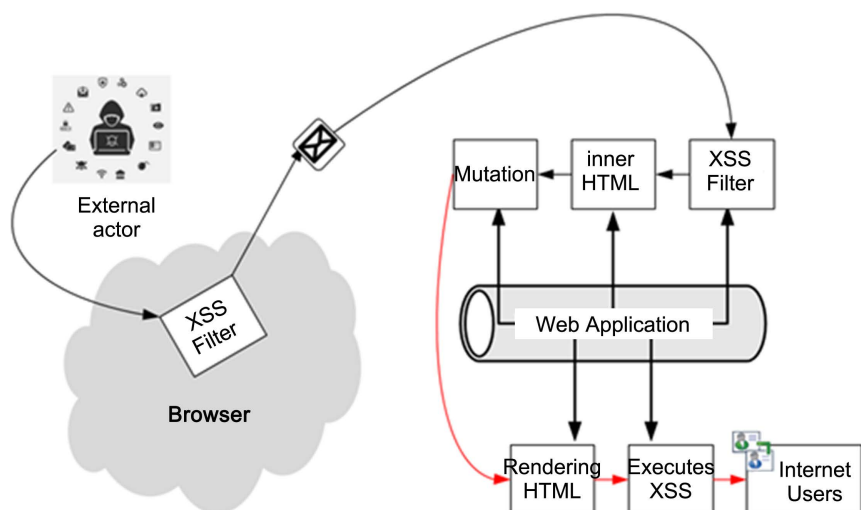 External
actor
XSS
Filter
Browser
Mutation
inner
HTML
XSS
Filter
Web Application
Rendering
HTML
Executes
XSS
Internet
Users